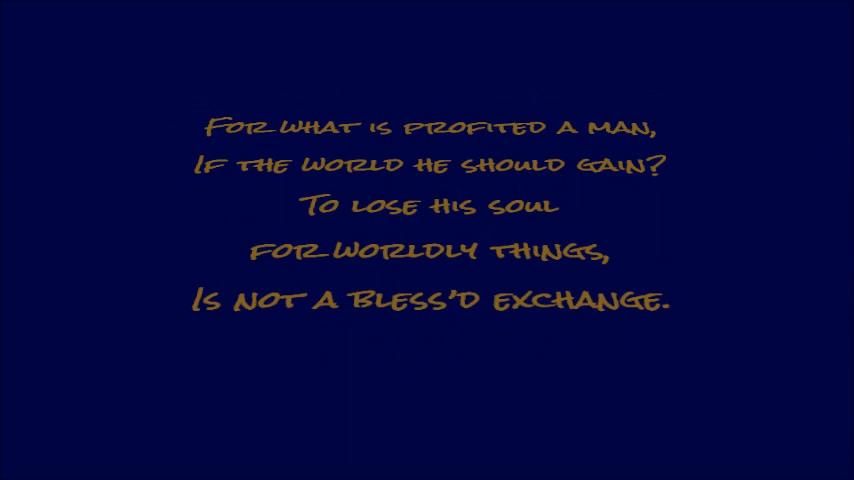 For what is profited a man,
If the world he should gain?
To lose his soul
for worldly things,
Is not a bless'd exchange.